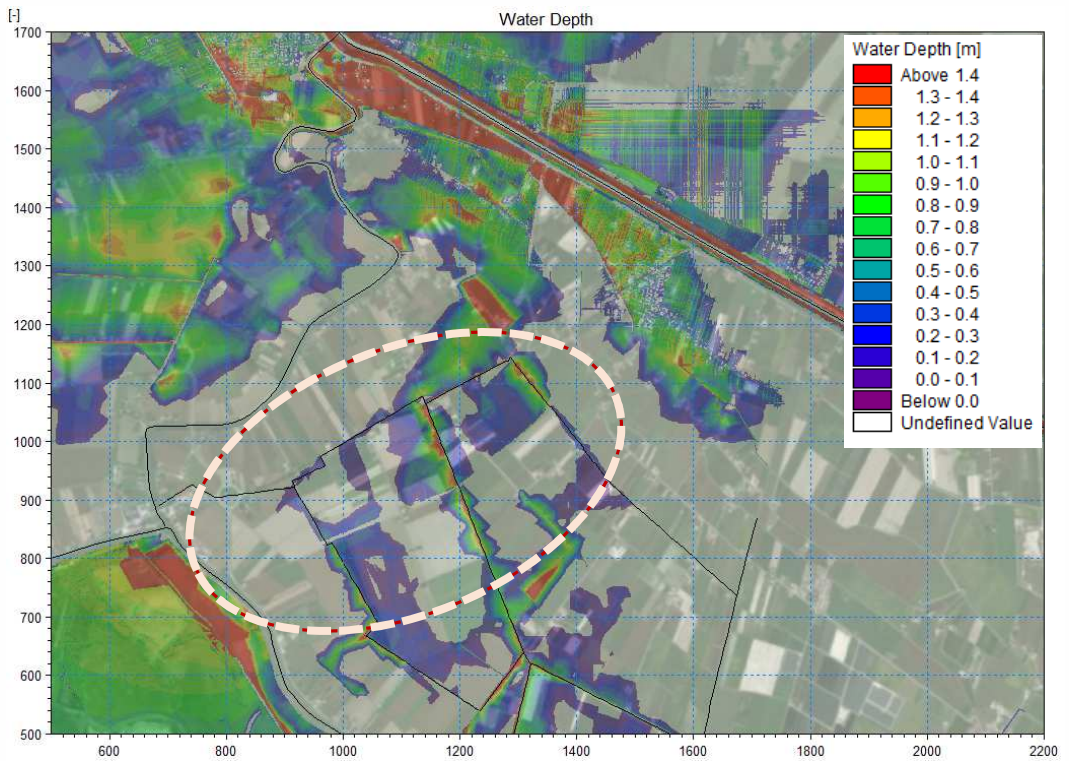 [-]
Water Depth
1700
1600
1500
1400
1300
1200
1100
1000
900
800
700
600
500
600
800
1000
1200
1400
1600
1800
2000
2200
Water Depth [m]
Above 1.4
1.3 - 1.4
1.2 - 1.3
1.1 - 1.2
1.0 - 1.1
0.9 - 1.0
0.8 - 0.9
0.7 - 0.8
0.6 - 0.7
0.5 - 0.6
0.4 - 0.5
0.3 - 0.4
0.2 - 0.3
0.1 - 0.2
0.0 - 0.1
Below 0.0
Undefined Value